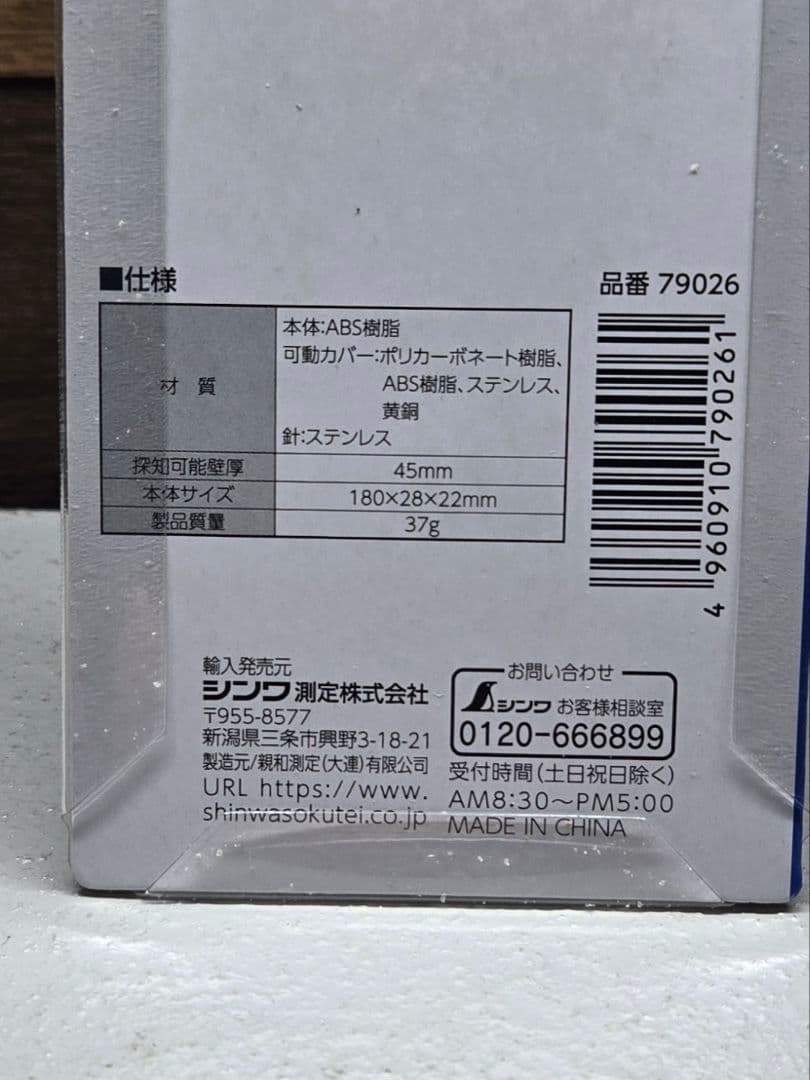 ■仕様
品番 79026
材 質
本体:ABS樹脂
可動カバー:ポリカーボネート樹脂、
ABS樹脂、ステンレス、
黄銅
針:ステンレス
探知可能壁厚 45mm
本体サイズ 180×28×22mm
製品質量 37g
4 960910 790261
輸入発売元
シンワ測定株式会社
〒955-8577
新潟県三条市興野3-18-21
製造元/親和測定(大連)有限公司
URL https://www.
shinwasokutei.co.jp
お問い合わせ
シンワ お客様相談室
0120-666899
受付時間(土日祝日除く)
AM8:30～PM5:00
MADE IN CHINA